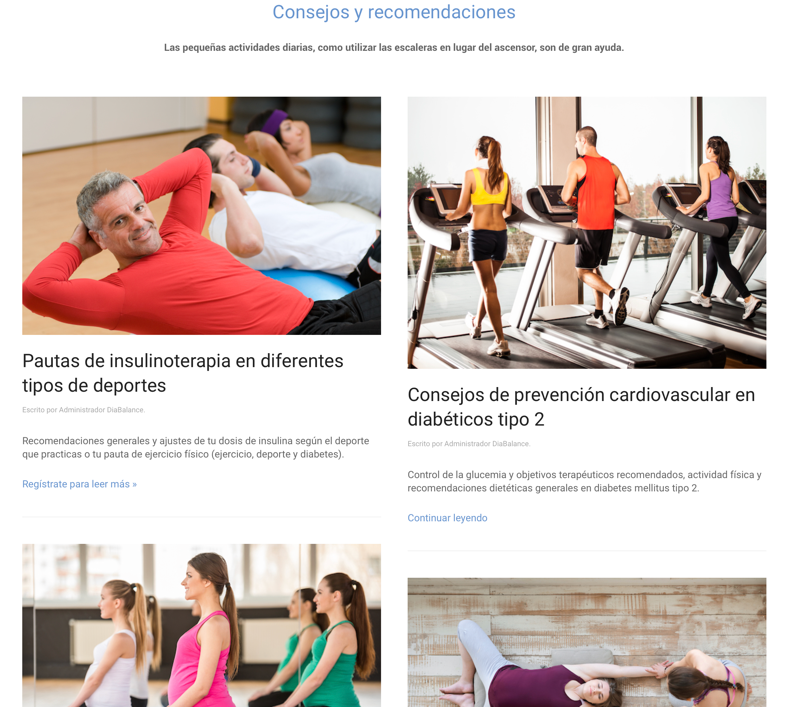 Consejos y recomendaciones
Las pequeñas actividades diarias, como utilizar las escaleras en lugar del ascensor, son de gran ayuda.
Pautas de insulinoterapia en diferentes
tipos de deportes
Escrito por Administrador DiaBalance.
Recomendaciones generales y ajustes de tu dosis de insulina según el deporte
que practicas o tu pauta de ejercicio físico (ejercicio, deporte y diabetes).
Regístrate para leer más »
Consejos de prevención cardiovascular en
diabéticos tipo 2
Escrito por Administrador DiaBalance.
Control de la glucemia y objetivos terapéuticos recomendados, actividad física y
recomendaciones dietéticas generales en diabetes mellitus tipo 2.
Continuar leyendo